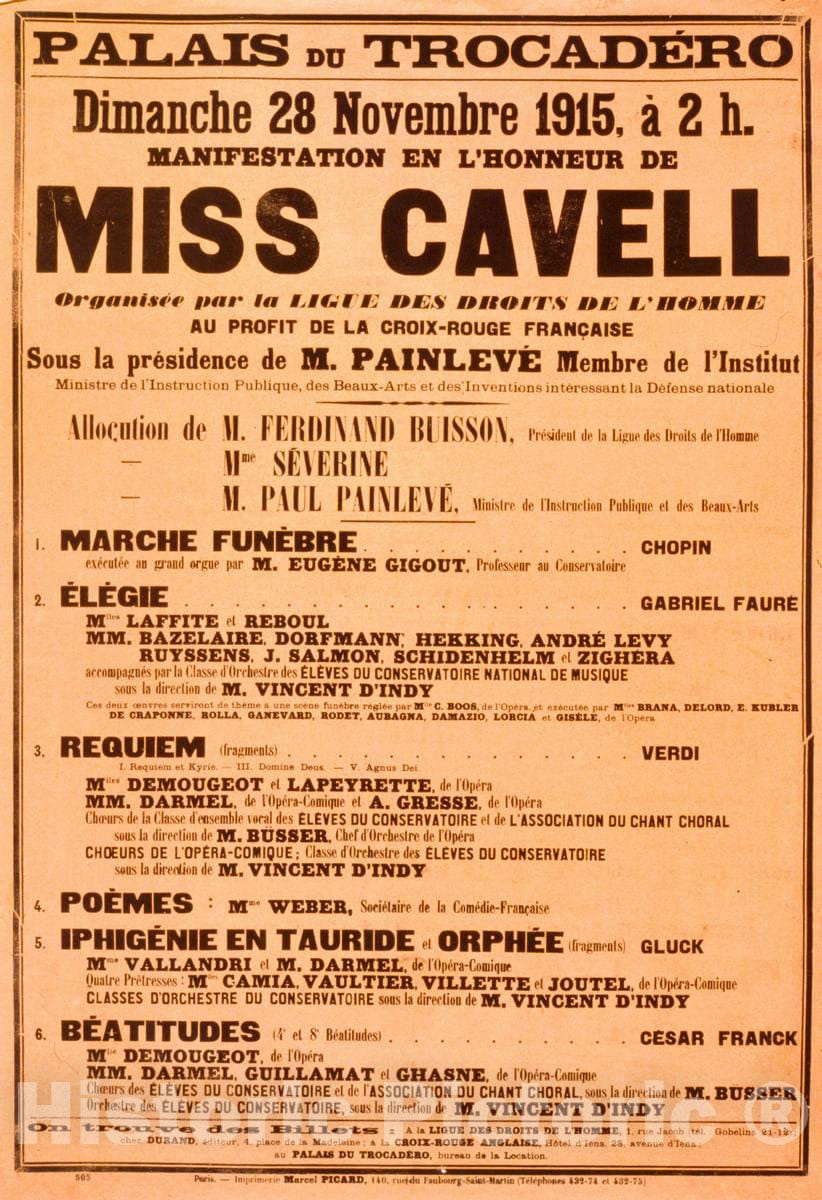 PALAIS DU TROCADÉRO
Dimanche 28 Novembre 1915, à 2 h.
MANIFESTATION EN L'HONNEUR DE
MISS CAVELL
Organisée par la LIGUE DES DROITS DE L'HOMME
AU PROFIT DE LA CROIX-ROUGE FRANÇAISE
Sous la présidence de M. PAINLEVÉ Membre de l'Institut
Ministre de l'Instruction Publique, des Beaux-Arts et des Inventions intéressant la Défense nationale
Allocution de M. FERDINAND BUISSON, Président de la Ligue des Droits de l'Homme
— Mme SÉVERINE
— M. PAUL PAINLEVÉ, Ministre de l'Instruction Publique et des Beaux-Arts
1. MARCHE FUNÈBRE . . . . . . . . . . . . CHOPIN
exécutée au grand orgue par M. EUGÈNE GIGOUT, Professeur au Conservatoire
2. ÉLÉGIE . . . . . . . . . . . . . . . . . . . . GABRIEL FAURÉ
Mlles LAFFITE et REBOUL
MM. BAZELAIRE, DORFMANN, HEKKING, ANDRÉ LEVY
RUYSSENS, J. SALMON, SCHIDENHELM et ZIGHÉRA
accompagnés par la Classe d'Orchestre des ÉLÈVES DU CONSERVATOIRE NATIONAL DE MUSIQUE
sous la direction de M. VINCENT D'INDY
Ces deux œuvres serviront de thème à une scène funèbre réglée par Mlle C. BOOS, de l'Opéra, et exécutée par Mlles BRANA, DELORD, E. KUBLER
DE CRAPONNE, ROLLA, GANEVARD, RODET, AUBAGNA, DAMAZIO, LORCIA et GISÈLE, de l'Opéra
3. REQUIEM (fragments) . . . . . . . . . . . . . . . VERDI
I. Requiem et Kyrie. — III. Domine Deus. — V. Agnus Dei.
Mlles DEMOUGEOT et LAPEYRETTE, de l'Opéra
MM. DARMEL, de l'Opéra-Comique et A. GRESSE, de l'Opéra
Chœurs de la Classe d'ensemble vocal des ÉLÈVES DU CONSERVATOIRE et de L'ASSOCIATION DU CHANT CHORAL
sous la direction de M. BÜSSER, Chef d'Orchestre de l'Opéra
CHŒURS DE L'OPÉRA-COMIQUE ; Classe d'Orchestre des ÉLÈVES DU CONSERVATOIRE
sous la direction de M. VINCENT D'INDY
4. POÈMES : Mme WEBER, Sociétaire de la Comédie-Française
5. IPHIGÉNIE EN TAURIDE et ORPHÉE (fragments) GLUCK
Mme VALLANDRI et M. DARMEL, de l'Opéra-Comique
Quatre Prêtresses : Mmes CAMIA, VAULTIER, VILLETTE et JOUTEL, de l'Opéra-Comique
CLASSES D'ORCHESTRE DU CONSERVATOIRE sous la direction de M. VINCENT D'INDY
6. BÉATITUDES (4e et 8e Béatitudes) . . . . . . . . . . CÉSAR FRANCK
Mlle DEMOUGEOT, de l'Opéra
MM. DARMEL, GUILLAMAT et GHASNE, de l'Opéra-Comique
Chœurs des ÉLÈVES DU CONSERVATOIRE et de l'ASSOCIATION DU CHANT CHORAL, sous la direction de M. BÜSSER
Orchestre des ÉLÈVES DU CONSERVATOIRE, sous la direction de M. VINCENT D'INDY
On trouve des Billets : À la LIGUE DES DROITS DE L'HOMME, 1, rue Jacob (tél. Gobelins 21-12)
chez DURAND, éditeur, 4, place de la Madeleine ; à la CROIX-ROUGE ANGLAISE, Hôtel d'Iéna, 28, avenue d'Iéna ;
au PALAIS DU TROCADÉRO, bureau de la Location.
505 Paris. — Imprimerie Marcel PICARD, 140, rue du Faubourg-Saint-Martin (Téléphones 432-74 et 432-75)